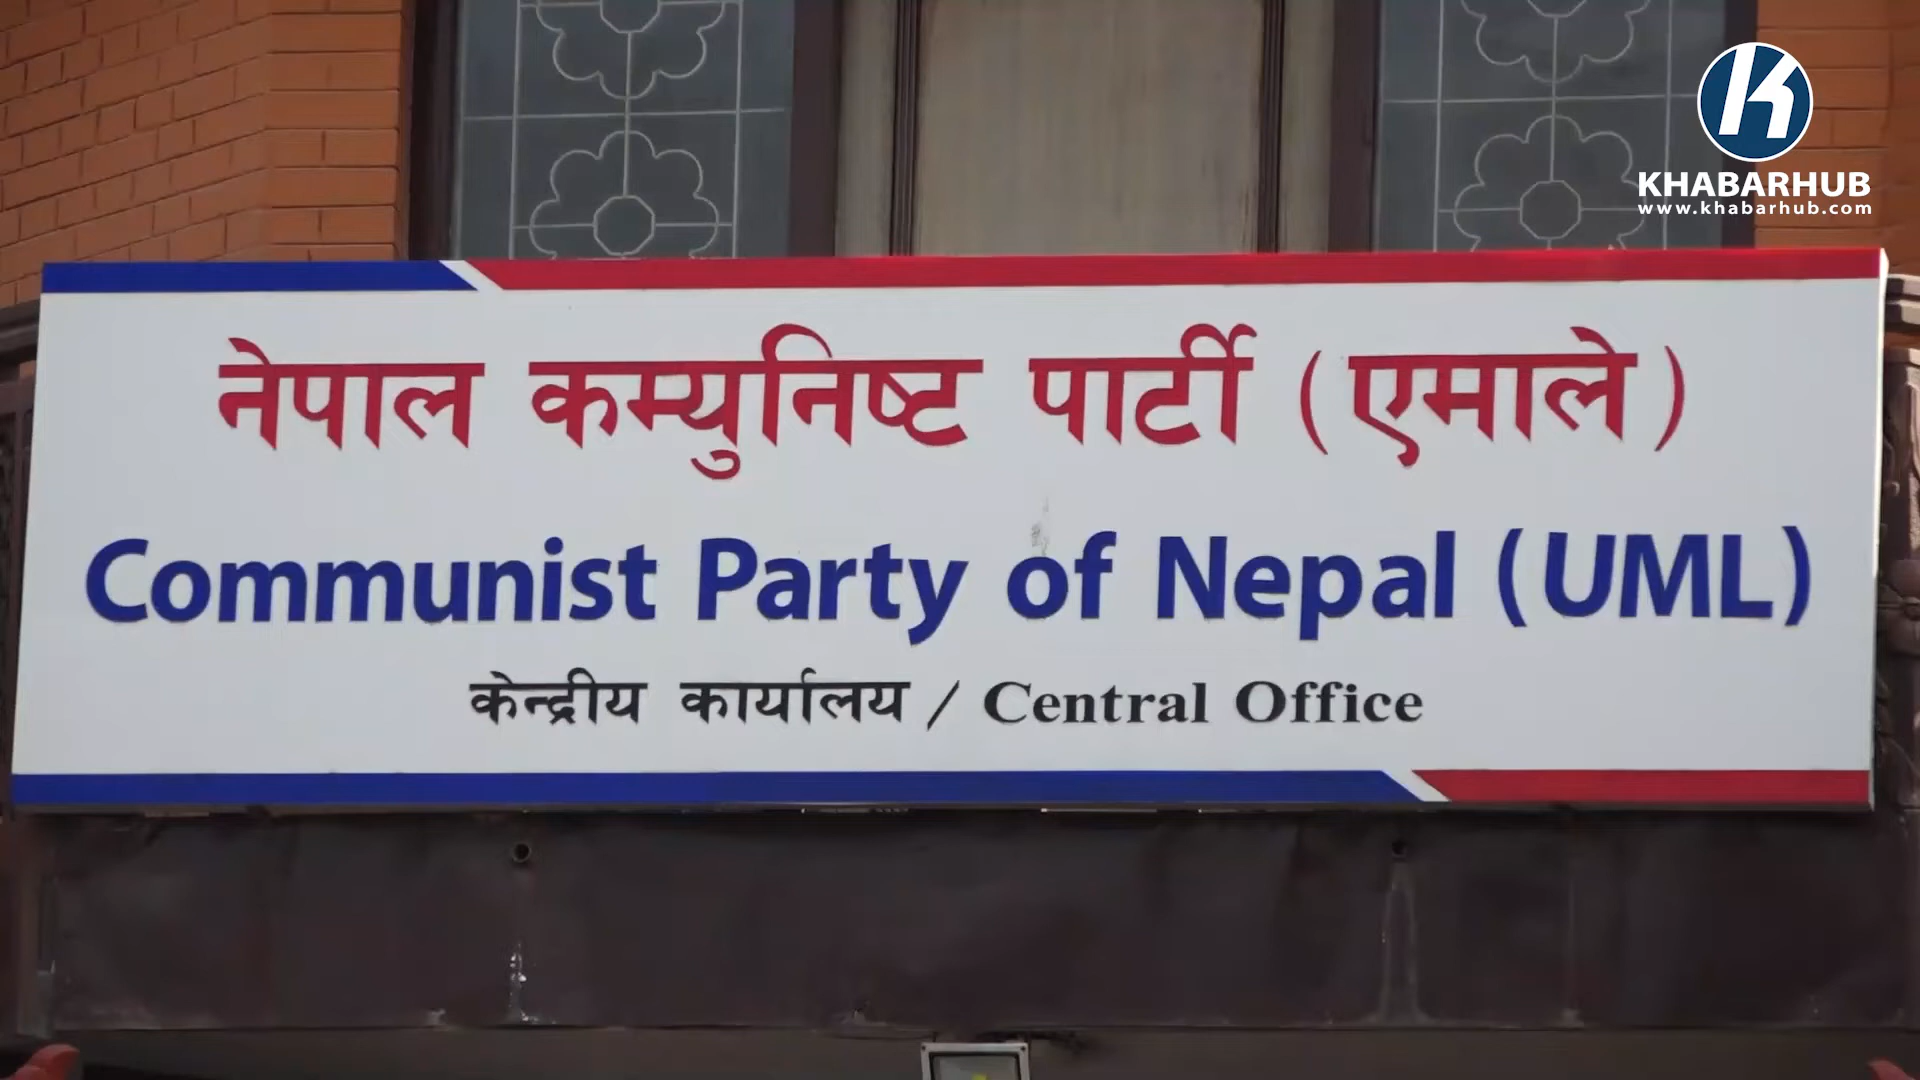 KHABARHUB
www.khabarhub.com
नेपाल कम्युनिष्ट पार्टी (एमाले)
Communist Party of Nepal (UML)
केन्द्रीय कार्यालय / Central Office